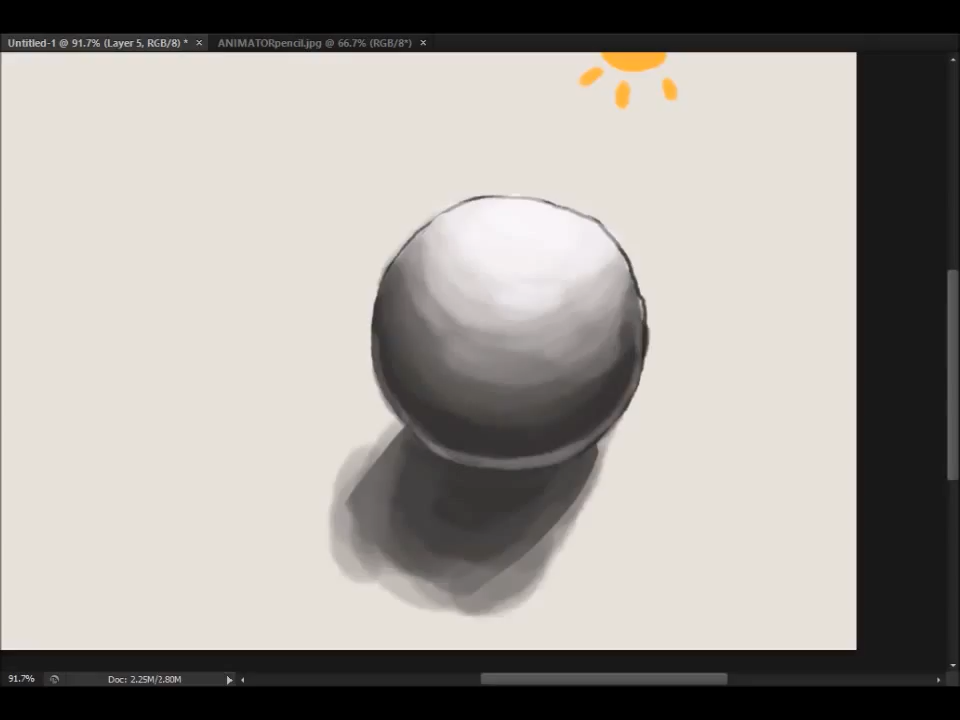 Untitled-1 @ 91.7% (Layer 5, RGB/8) * × ANIMATORpencil.jpg @ 66.7% (RGB/8*) ×
91.7% Doc: 2.25M/2.80M